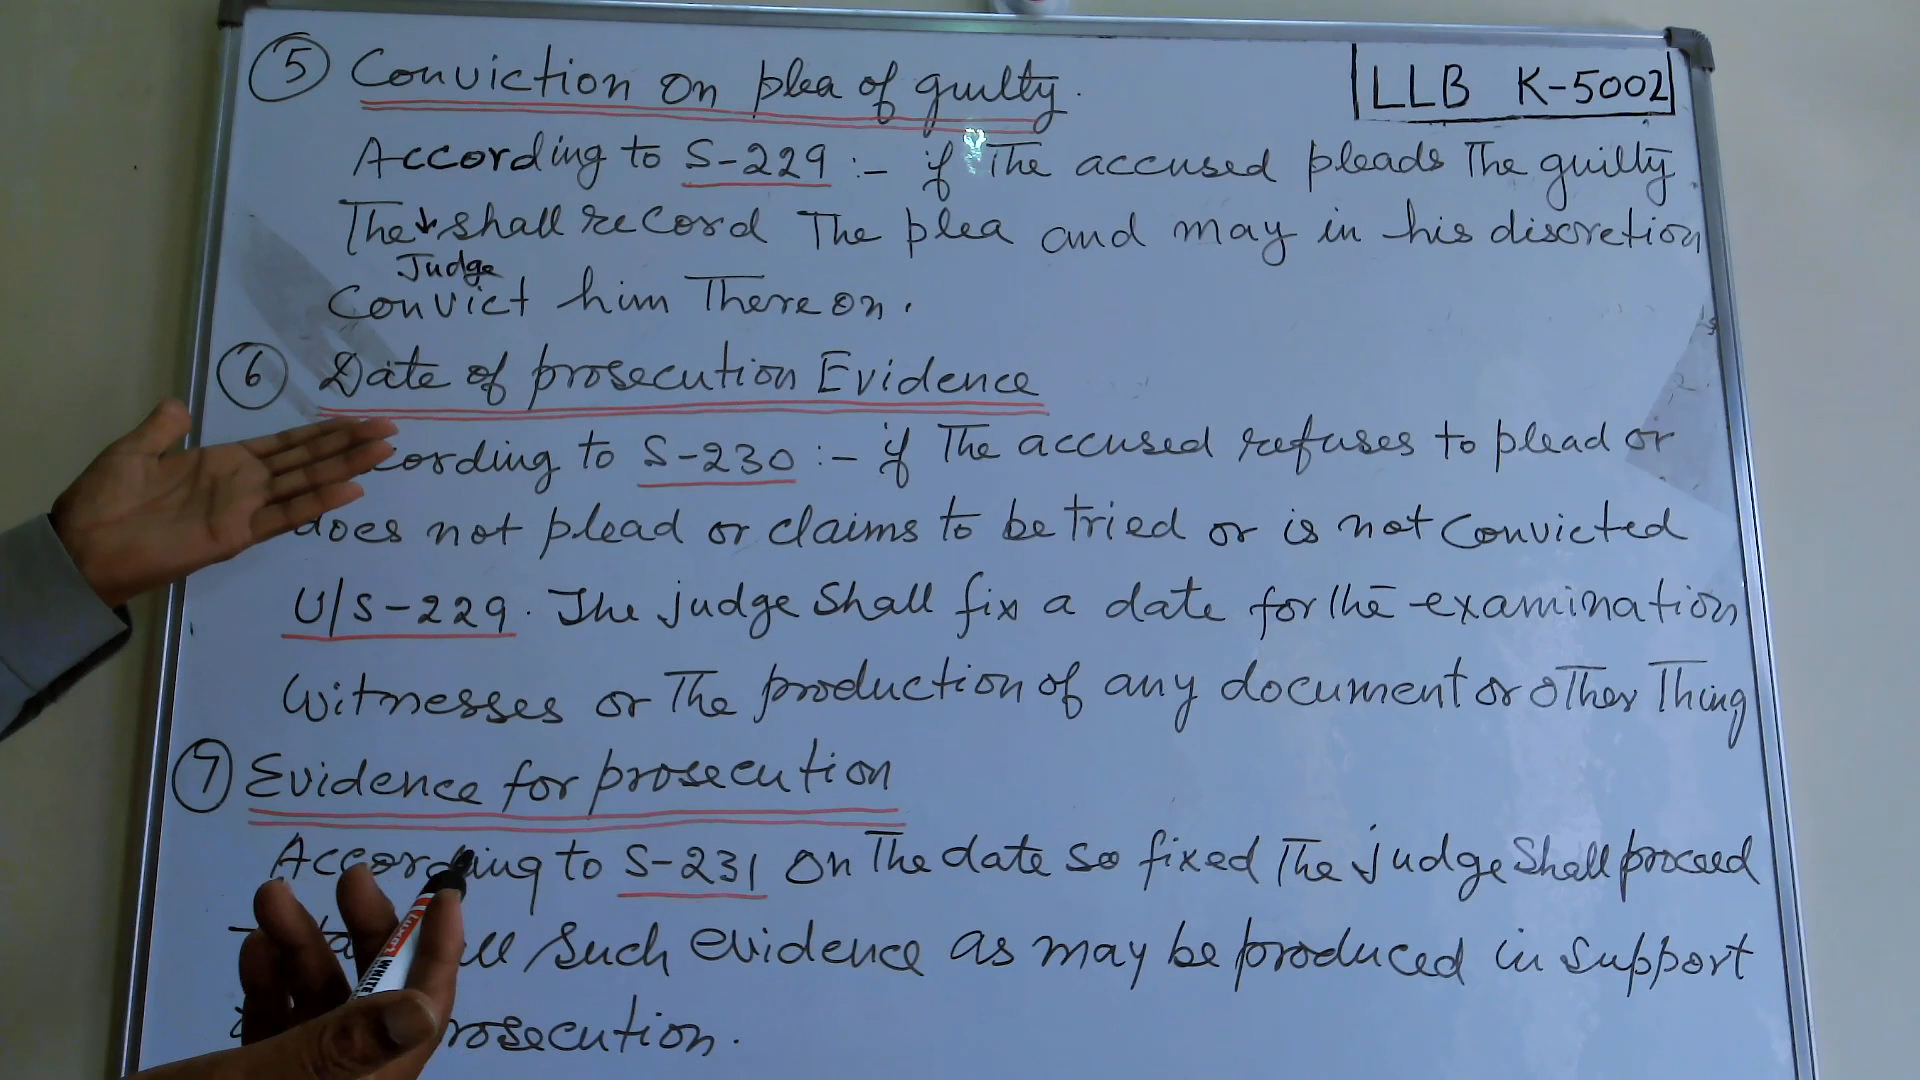 ⑤ Conviction on plea of guilty.
LLB K-5002
According to S-229 :- if The accused pleads The guilty
The ↓ shall record The plea and may in his discretion
Judge
Convict him There on.
⑥ Date of prosecution Evidence
cording to S-230 :- if The accused refuses to plead or
does not plead or claims to be tried or is not convicted
U/S-229. The judge shall fix a date for the examination
Witnesses or The production of any document or other Thing
⑦ Evidence for prosecution
According to S-231 on The date so fixed The judge shall proceed
such evidence as may be produced in support
rosecution.